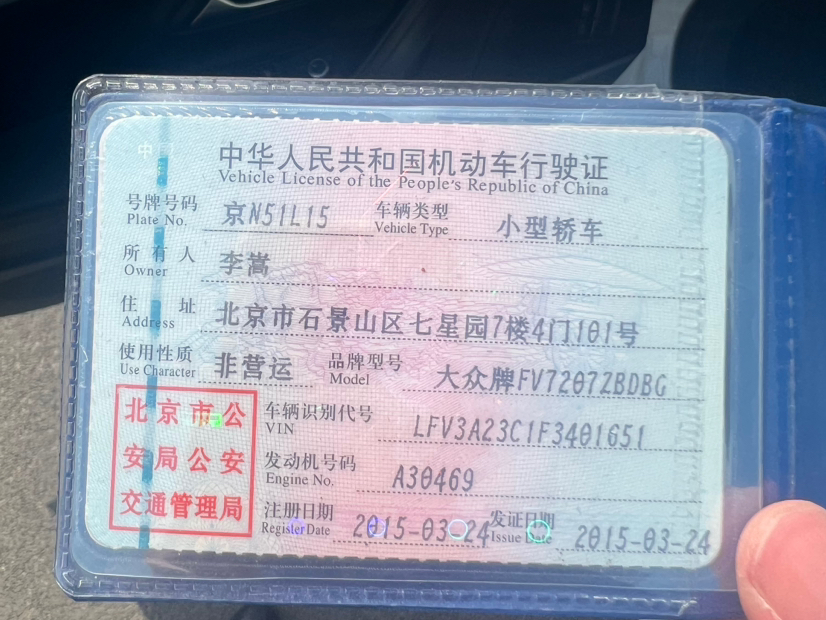 中国
中华人民共和国机动车行驶证
Vehicle License of the People's Republic of China
号牌号码 京N51L15 车辆类型 小型轿车
Plate No. Vehicle Type
所有人 李嵩
Owner
住址 北京市石景山区七星园7楼4门101号
Address
使用性质 非营运 品牌型号 大众牌FV7207ZBDBG
Use Character Model
北京市公
安局公安
交通管理局
车辆识别代号 LFV3A23C1F3401651
VIN
发动机号码 A30469
Engine No.
注册日期 2015-03-24 发证日期 2015-03-24
Register Date Issue